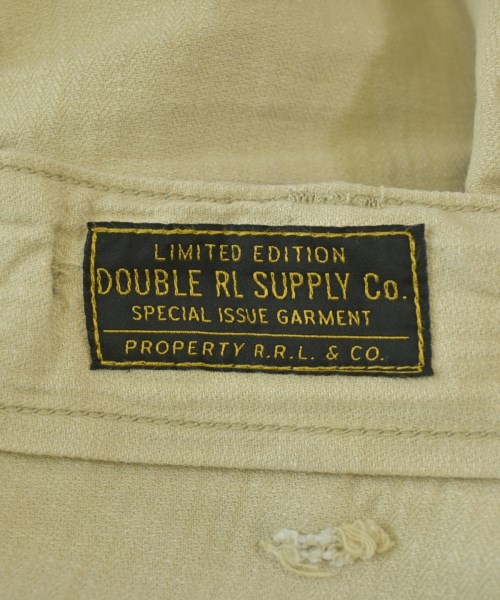 LIMITED EDITION
DOUBLE RL SUPPLY Co.
SPECIAL ISSUE GARMENT
PROPERTY R.R.L. & CO.